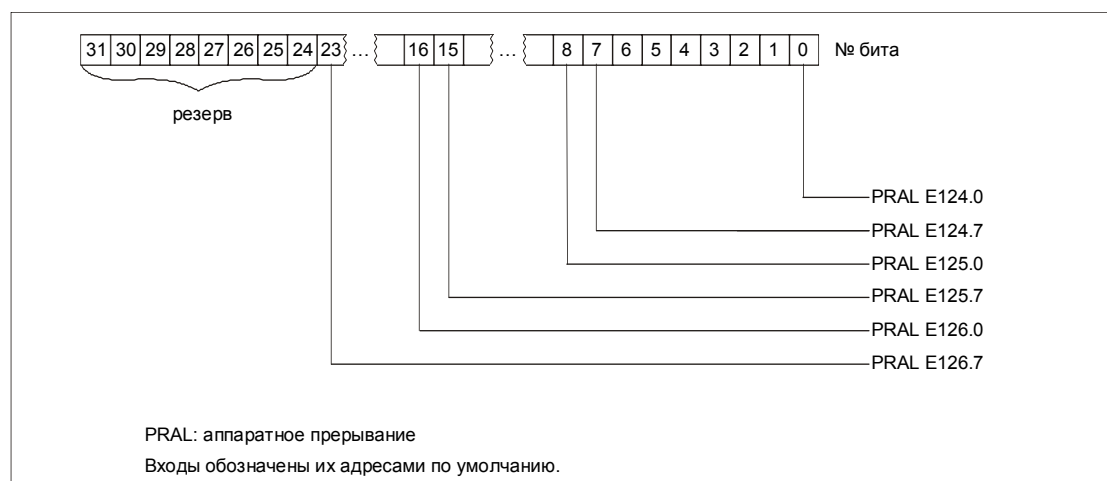 31 30 29 28 27 26 25 24 23 ... 16 15 ... 8 7 6 5 4 3 2 1 0 № бита
резерв
PRAL E124.0
PRAL E124.7
PRAL E125.0
PRAL E125.7
PRAL E126.0
PRAL E126.7
PRAL: аппаратное прерывание
Входы обозначены их адресами по умолчанию.